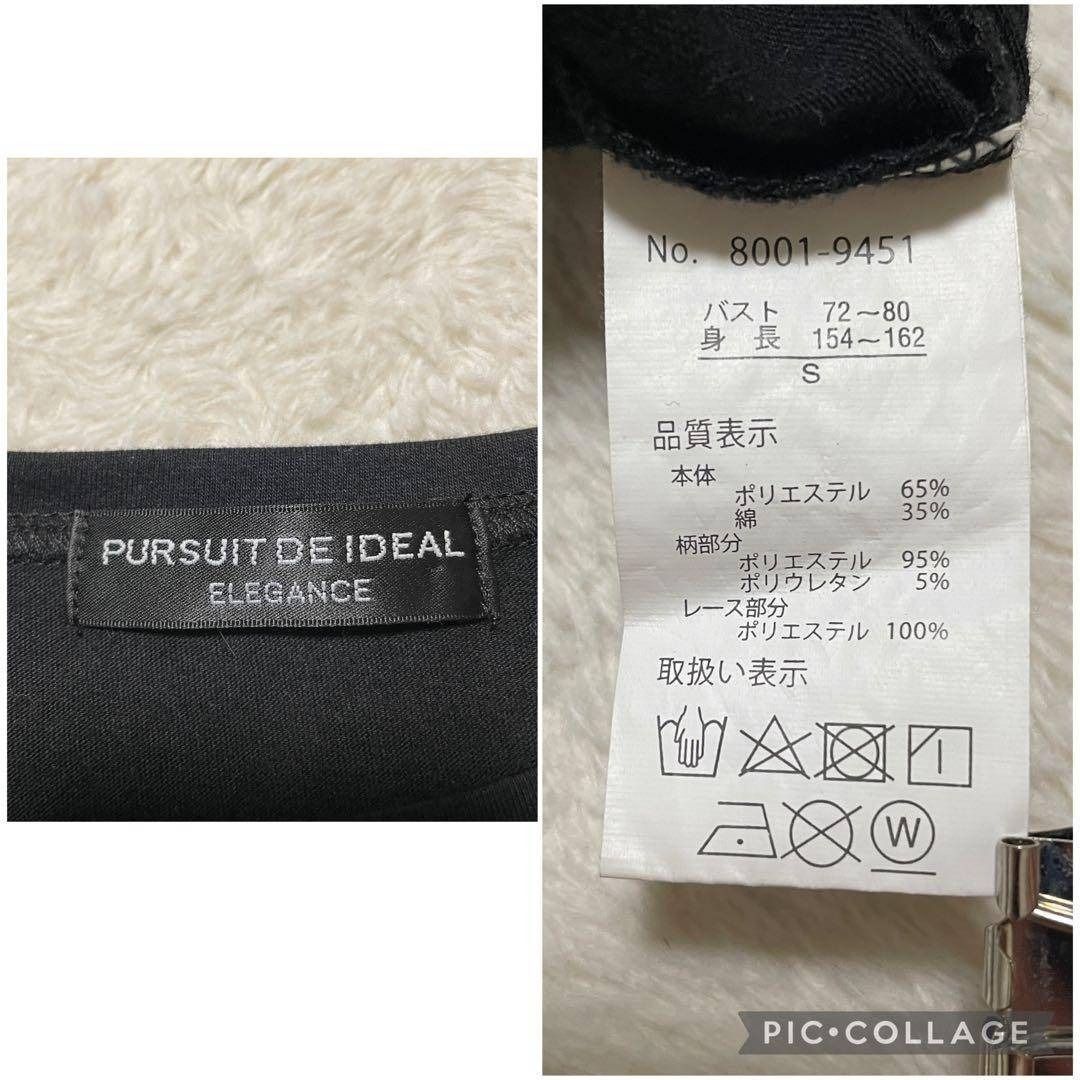 PURSUIT DE IDEAL
ELEGANCE
No. 8001-9451
バスト 72～80
身長 154～162
S
品質表示
本体
ポリエステル 65%
綿 35%
柄部分
ポリエステル 95%
ポリウレタン 5%
レース部分
ポリエステル 100%
取扱い表示
W
PIC•COLLAGE